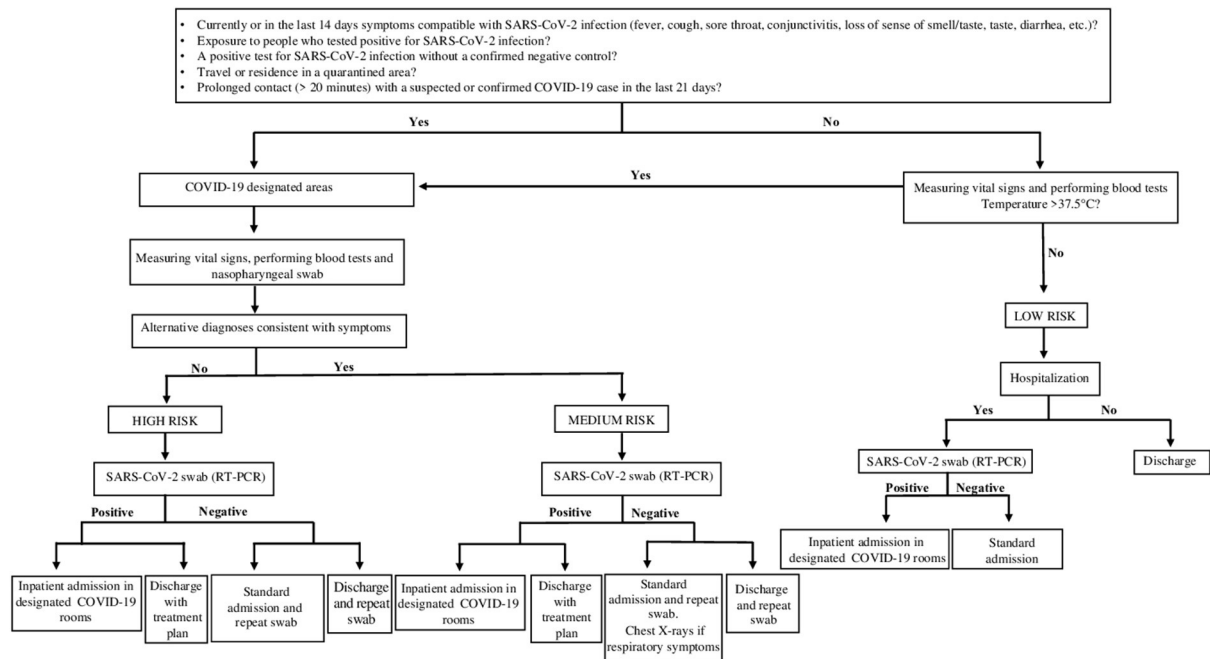 • Currently or in the last 14 days symptoms compatible with SARS-CoV-2 infection (fever, cough, sore throat, conjunctivitis, loss of sense of smell/taste, taste, diarrhea, etc.)?
• Exposure to people who tested positive for SARS-CoV-2 infection?
• A positive test for SARS-CoV-2 infection without a confirmed negative control?
• Travel or residence in a quarantined area?
• Prolonged contact (> 20 minutes) with a suspected or confirmed COVID-19 case in the last 21 days?
Yes
No
COVID-19 designated areas
Yes
Measuring vital signs and performing blood tests
Temperature >37.5°C?
Measuring vital signs, performing blood tests and
nasopharyngeal swab
No
Alternative diagnoses consistent with symptoms
LOW RISK
No
Yes
Hospitalization
HIGH RISK
MEDIUM RISK
Yes
No
SARS-CoV-2 swab (RT-PCR)
SARS-CoV-2 swab (RT-PCR)
SARS-CoV-2 swab (RT-PCR)
Discharge
Positive
Negative
Positive
Negative
Positive
Negative
Inpatient admission in
designated COVID-19 rooms
Standard
admission
Inpatient admission in
designated COVID-19
rooms
Discharge
with
treatment
plan
Standard
admission and
repeat swab
Discharge
and repeat
swab
Inpatient admission in
designated COVID-19
rooms
Discharge
with
treatment
plan
Standard
admission and repeat
swab.
Chest X-rays if
respiratory symptoms
Discharge
and repeat
swab